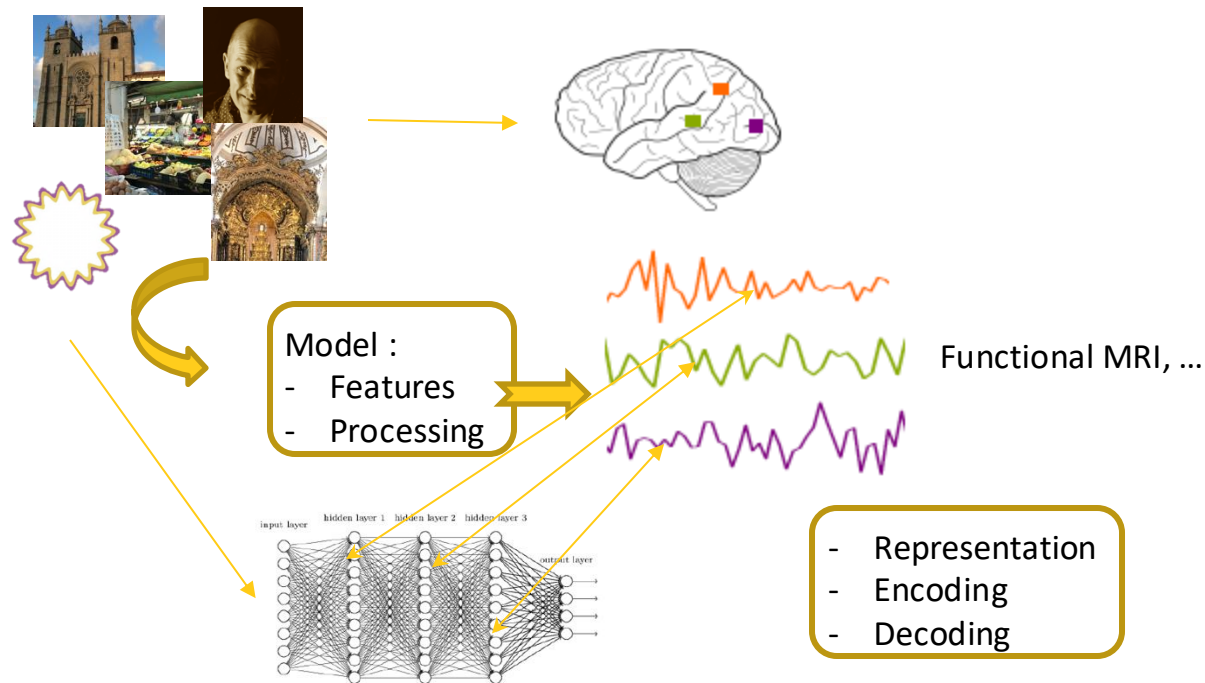 Model :
- Features
- Processing
Functional MRI, ...
input layer
hidden layer 1 hidden layer 2 hidden layer 3
output layer
- Representation
- Encoding
- Decoding